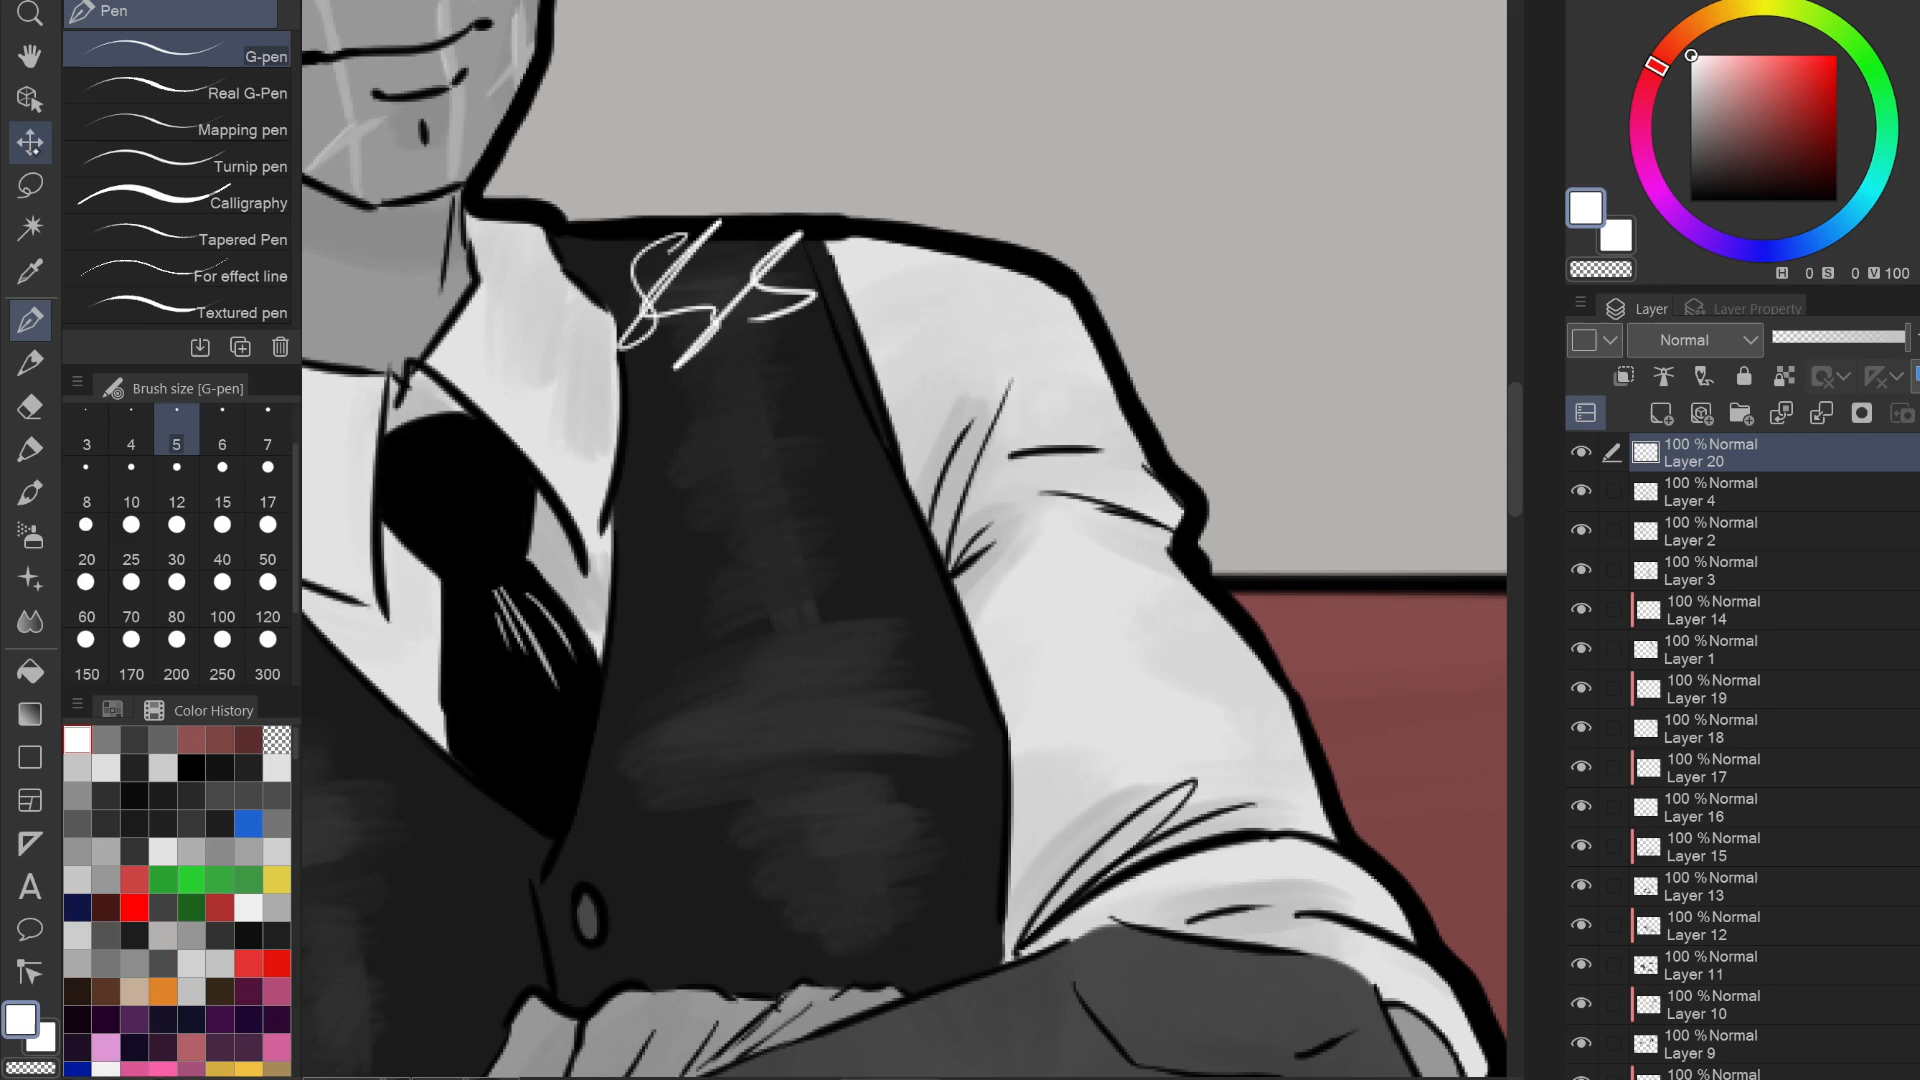 Pen
G-pen
Real G-Pen
Mapping pen
Turnip pen
Calligraphy
Tapered Pen
For effect line
Textured pen
Brush size [G-pen]
3 4 5 6 7
8 10 12 15 17
20 25 30 40 50
60 70 80 100 120
150 170 200 250 300
Color History
H 0 S 0 V 100
Layer Layer Property
Normal
100 %Normal
Layer 20
100 %Normal
Layer 4
100 %Normal
Layer 2
100 %Normal
Layer 3
100 %Normal
Layer 14
100 %Normal
Layer 1
100 %Normal
Layer 19
100 %Normal
Layer 18
100 %Normal
Layer 17
100 %Normal
Layer 16
100 %Normal
Layer 15
100 %Normal
Layer 13
100 %Normal
Layer 12
100 %Normal
Layer 11
100 %Normal
Layer 10
100 %Normal
Layer 9